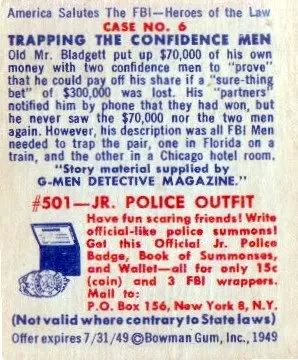 America Salutes The FBI—Heroes of the Law
CASE NO. 6
TRAPPING THE CONFIDENCE MEN
Old Mr. Bladgett put up $70,000 of his own
money with two confidence men to “prove”
that he could pay off his share if a “sure-thing
bet” of $300,000 was lost. His “partners”
notified him by phone that they had won, but
he never saw the $70,000 nor the two men
again. However, his description was all FBI Men
needed to trap the pair, one in Florida on a
train, and the other in a Chicago hotel room.
“Story material supplied by
G-MEN DETECTIVE MAGAZINE.”
#501—JR. POLICE OUTFIT
Have fun scaring friends! Write
official-like police summons!
Get this Official Jr. Police
Badge, Book of Summonses,
and Wallet—all for only 15c
(coin) and 3 FBI wrappers.
Mail to:
P.O. Box 156, New York 8, N.Y.
(Not valid where contrary to State laws)
Offer expires 7/31/49 ©Bowman Gum, Inc., 1949